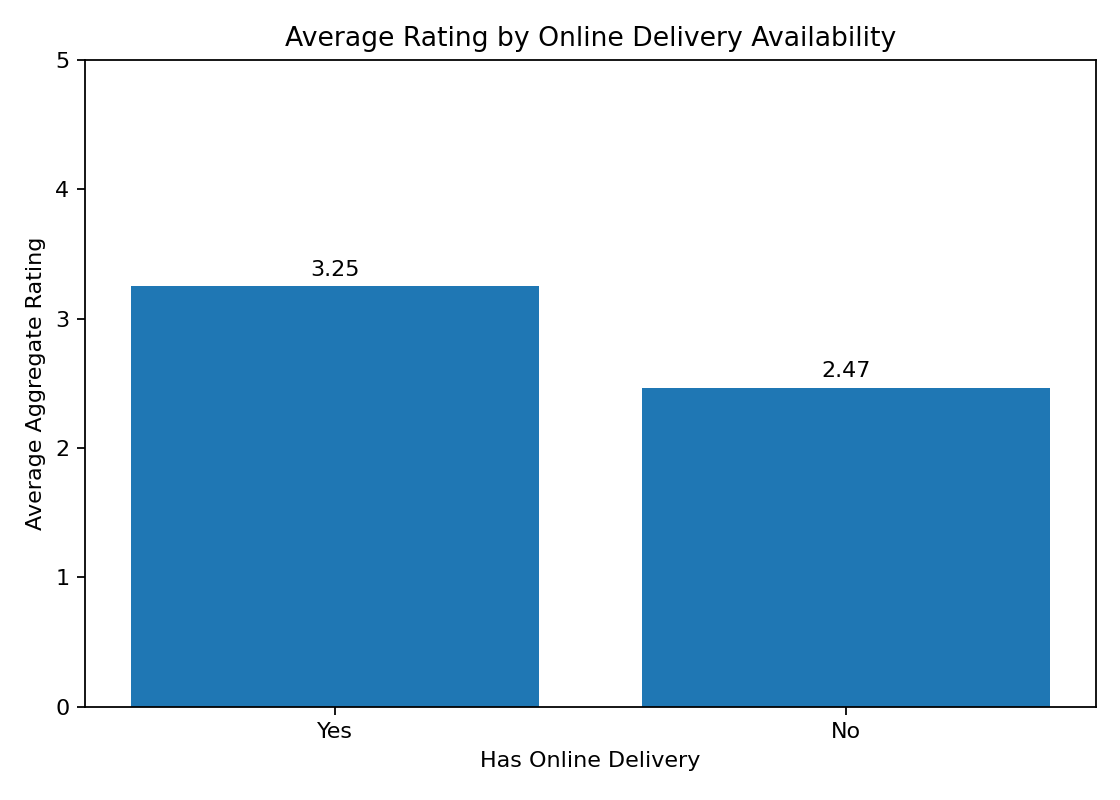 Average Rating by Online Delivery Availability
5
4
3
2
1
0
Average Aggregate Rating
3.25
2.47
Yes
No
Has Online Delivery